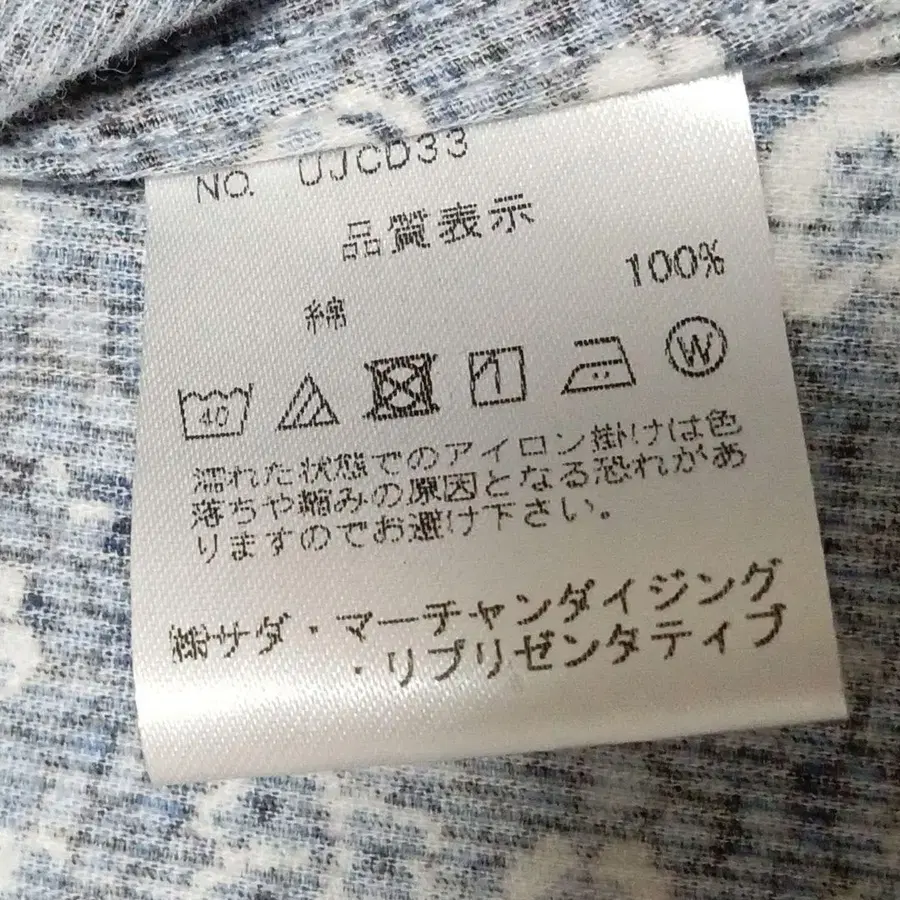 NO. UJCD33
品質表示
綿 100%
40 W
濡れた状態でのアイロン掛けは色
落ちや縮みの原因となる恐れがあ
りますのでお避け下さい。
㈱サダ・マーチャンダイジング
・リプリゼンタティブ